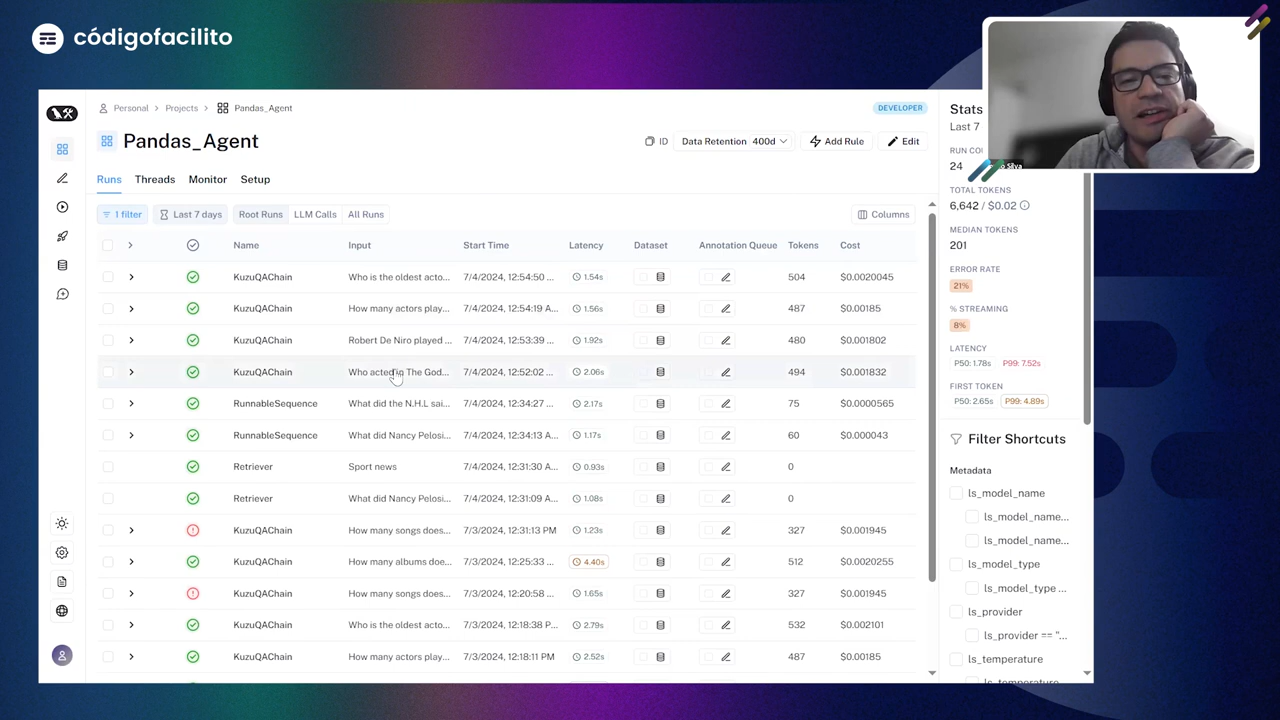 códigofacilito
Personal > Projects > Pandas_Agent
DEVELOPER
Pandas_Agent
ID
Data Retention 400d
Add Rule
Edit
Runs Threads Monitor Setup
1 filter
Last 7 days
Root Runs LLM Calls All Runs
Columns
Name Input Start Time Latency Dataset Annotation Queue Tokens Cost
KuzuQAChain Who is the oldest acto... 7/4/2024, 12:54:50 ... 1.54s 504 $0.0020045
KuzuQAChain How many actors play... 7/4/2024, 12:54:19 A... 1.56s 487 $0.00185
KuzuQAChain Robert De Niro played ... 7/4/2024, 12:53:39 ... 1.92s 480 $0.001802
KuzuQAChain Who acted in The God... 7/4/2024, 12:52:02 ... 2.06s 494 $0.001832
RunnableSequence What did the N.H.L sai... 7/4/2024, 12:34:27 ... 2.17s 75 $0.0000565
RunnableSequence What did Nancy Pelosi... 7/4/2024, 12:34:13 A... 1.17s 60 $0.000043
Retriever Sport news 7/4/2024, 12:31:30 A... 0.93s 0
Retriever What did Nancy Pelosi... 7/4/2024, 12:31:09 A... 1.08s 0
KuzuQAChain How many songs does... 7/3/2024, 12:31:13 PM 1.23s 327 $0.001945
KuzuQAChain How many albums doe... 7/3/2024, 12:25:33 ... 4.40s 512 $0.0020255
KuzuQAChain How many songs does... 7/3/2024, 12:20:58 ... 1.65s 327 $0.001945
KuzuQAChain Who is the oldest acto... 7/3/2024, 12:18:38 P... 2.79s 532 $0.002101
KuzuQAChain How many actors play... 7/3/2024, 12:18:11 PM 2.52s 487 $0.00185
Stats
Last 7
RUN CO
24
Silva
TOTAL TOKENS
6,642 / $0.02
MEDIAN TOKENS
201
ERROR RATE
21%
% STREAMING
8%
LATENCY
P50: 1.78s P99: 7.52s
FIRST TOKEN
P50: 2.65s P99: 4.89s
Filter Shortcuts
Metadata
ls_model_name
ls_model_name...
ls_model_name...
ls_model_type
ls_model_type ...
ls_provider
ls_provider == "...
ls_temperature
ls_temperature